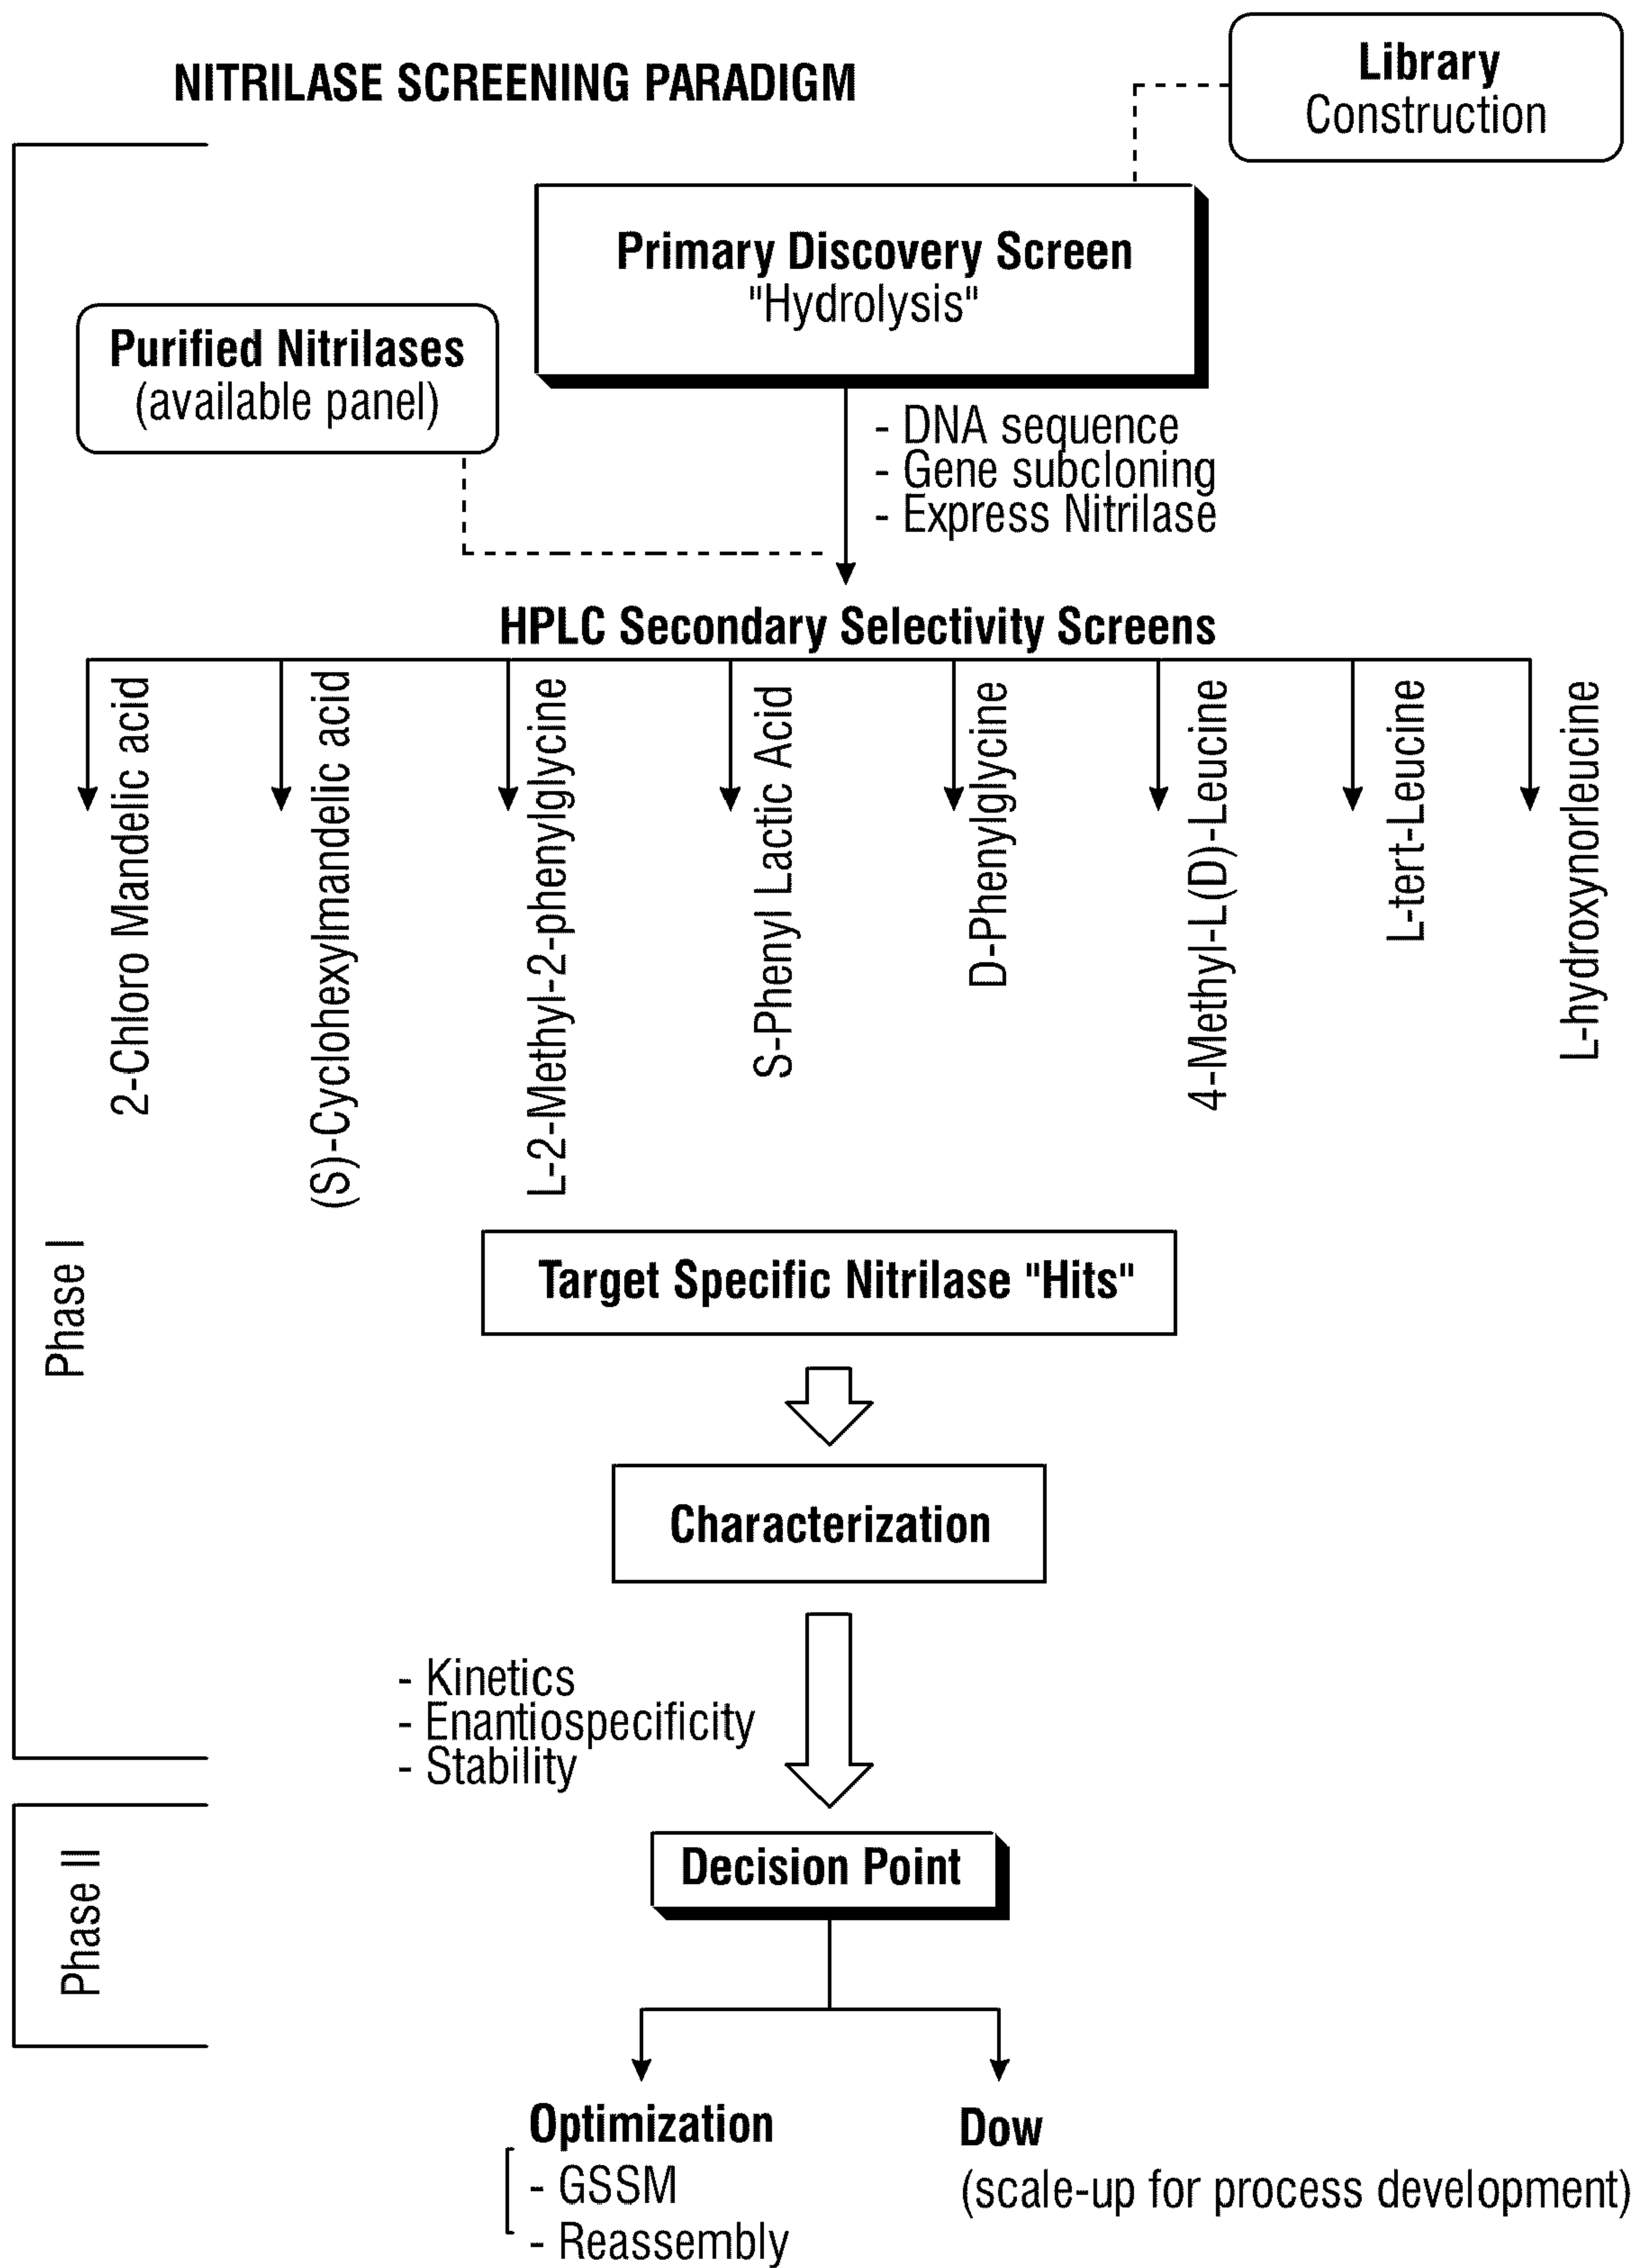 NITRILASE SCREENING PARADIGM
Library
Construction
Primary Discovery Screen
"Hydrolysis"
Purified Nitrilases
(available panel)
- DNA sequence
- Gene subcloning
- Express Nitrilase
HPLC Secondary Selectivity Screens
2-Chloro Mandelic acid
(S)-Cyclohexylmandelic acid
L-2-Methyl-2-phenylglycine
S-Phenyl Lactic Acid
D-Phenylglycine
4-Methyl-L(D)-Leucine
L-tert-Leucine
L-hydroxynorleucine
Phase I
Target Specific Nitrilase "Hits"
Characterization
- Kinetics
- Enantiospecificity
- Stability
Phase II
Decision Point
Optimization
- GSSM
- Reassembly
Dow
(scale-up for process development)